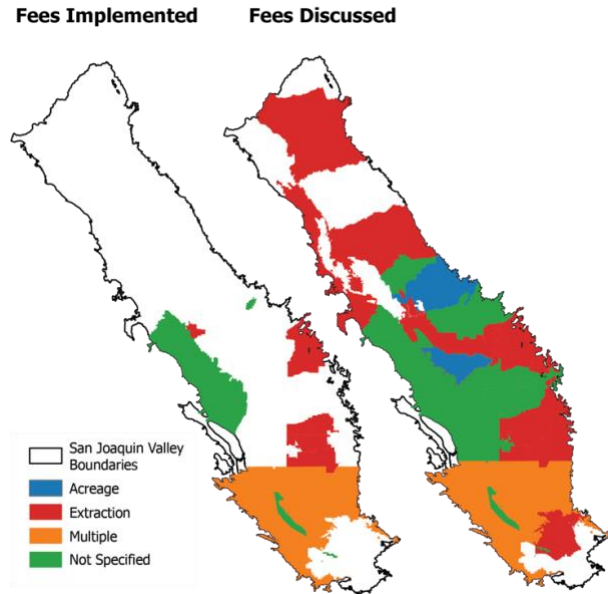 Fees Implemented
Fees Discussed
San Joaquin Valley
Boundaries
Acreage
Extraction
Multiple
Not Specified